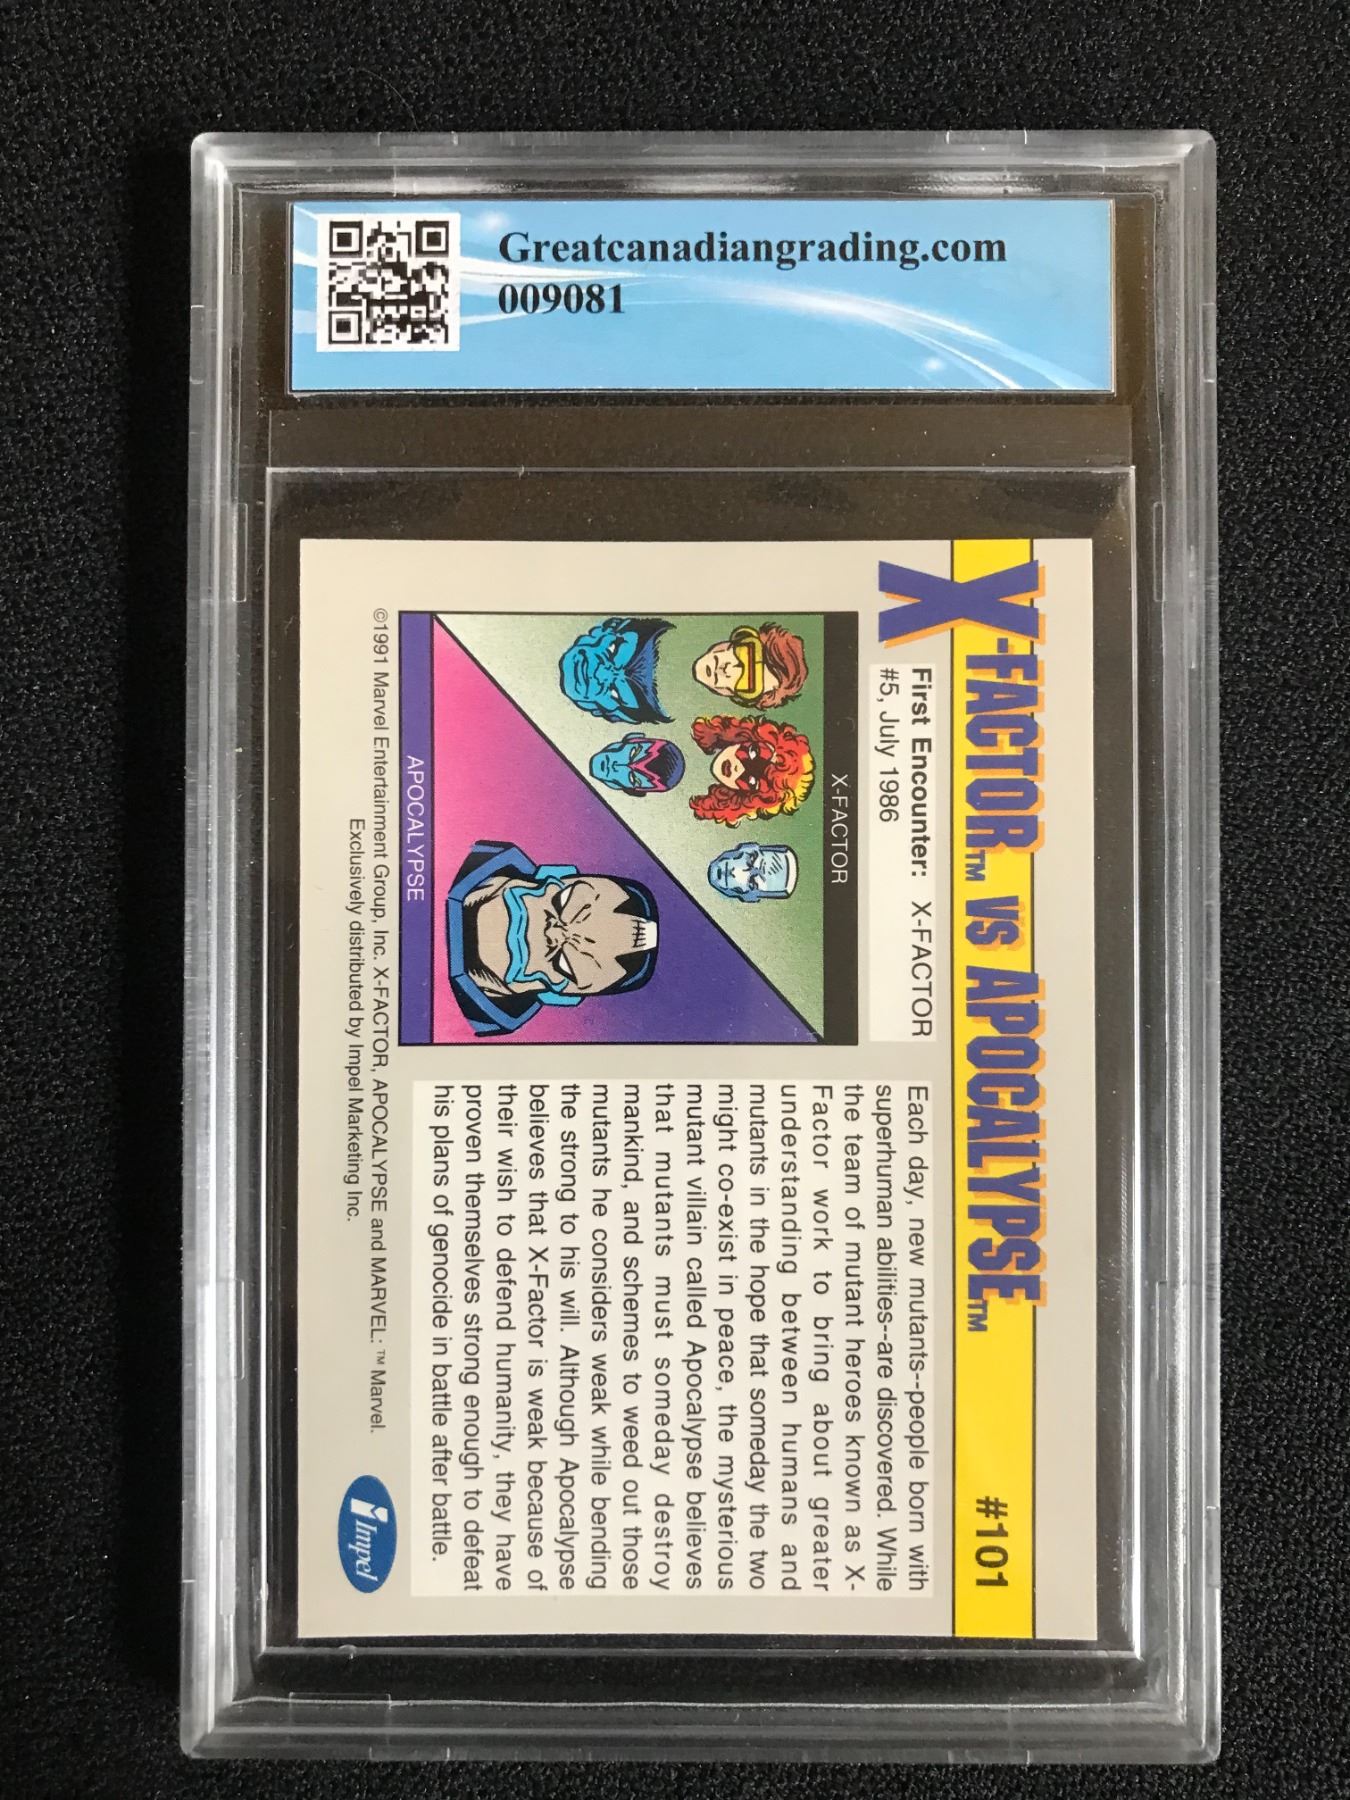 Greatcanadiangrading.com
009081
X-FACTOR™ VS APOCALYPSE™ #101
First Encounter: X-FACTOR
#5, July 1986
X-FACTOR
APOCALYPSE
Each day, new mutants--people born with
superhuman abilities--are discovered. While
the team of mutant heroes known as X-
Factor work to bring about greater
understanding between humans and
mutants in the hope that someday the two
might co-exist in peace, the mysterious
mutant villain called Apocalypse believes
that mutants must someday destroy
mankind, and schemes to weed out those
mutants he considers weak while bending
the strong to his will. Although Apocalypse
believes that X-Factor is weak because of
their wish to defend humanity, they have
proven themselves strong enough to defeat
his plans of genocide in battle after battle.
©1991 Marvel Entertainment Group, Inc. X-FACTOR, APOCALYPSE and MARVEL: ™ Marvel.
Exclusively distributed by Impel Marketing Inc.
Impel